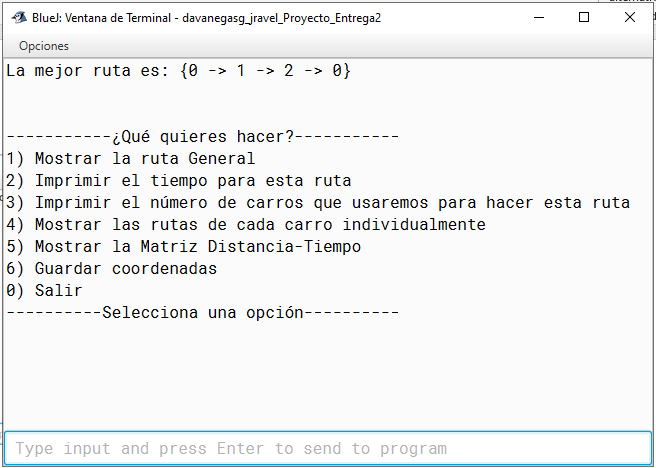 BlueJ: Ventana de Terminal - davanegasg_jravel_Proyecto_Entrega2
Opciones
La mejor ruta es: {0 -> 1 -> 2 -> 0}
-----------¿Qué quieres hacer?-----------
1) Mostrar la ruta General
2) Imprimir el tiempo para esta ruta
3) Imprimir el número de carros que usaremos para hacer esta ruta
4) Mostrar las rutas de cada carro individualmente
5) Mostrar la Matriz Distancia-Tiempo
6) Guardar coordenadas
0) Salir
----------Selecciona una opción----------
Type input and press Enter to send to program